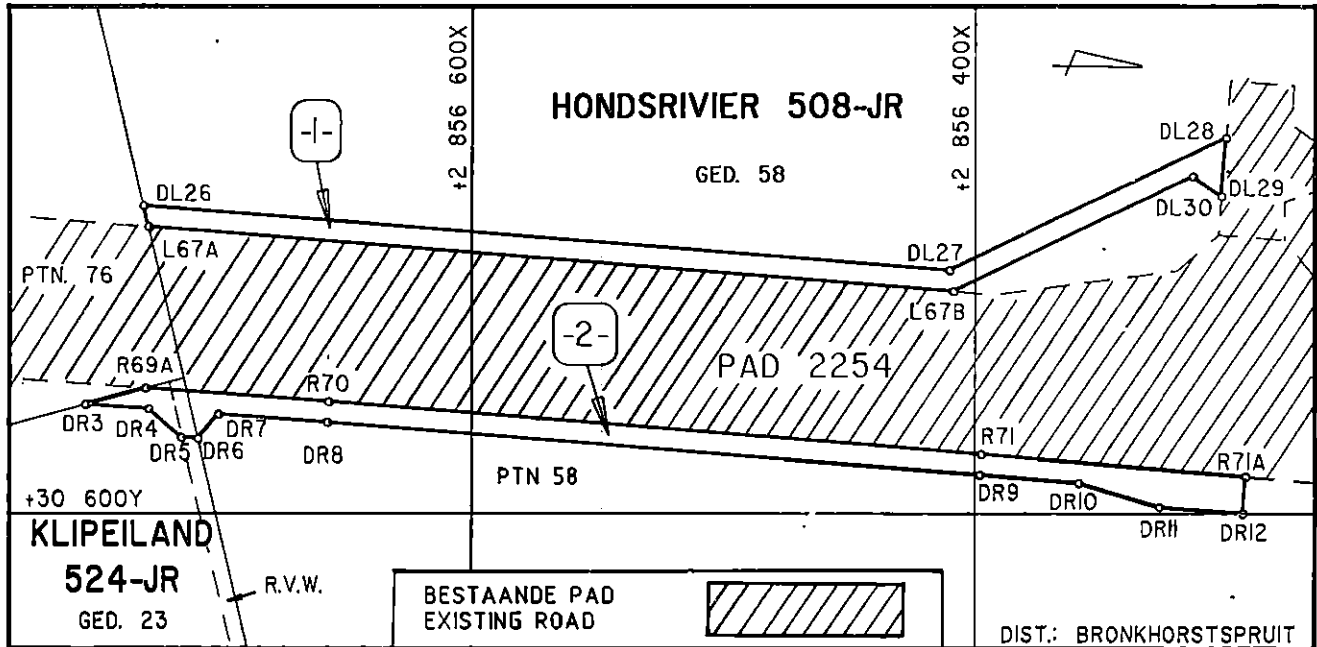 +2 856 600X
+2 856 400X
HONDSRIVIER 508-JR
GED. 58
-1-
DL28
DL26
DL29
DL30
L67A
PTN. 76
DL27
L67B
-2-
PAD 2254
R69A
R70
DR3
DR4
DR7
DR5
DR6
DR8
R71
R71A
PTN 58
DR9
DR10
DR11
DR12
+30 600Y
KLIPEILAND
524-JR
GED. 23
R.V.W.
BESTAANDE PAD
EXISTING ROAD
DIST.: BRONKHORSTSPRUIT